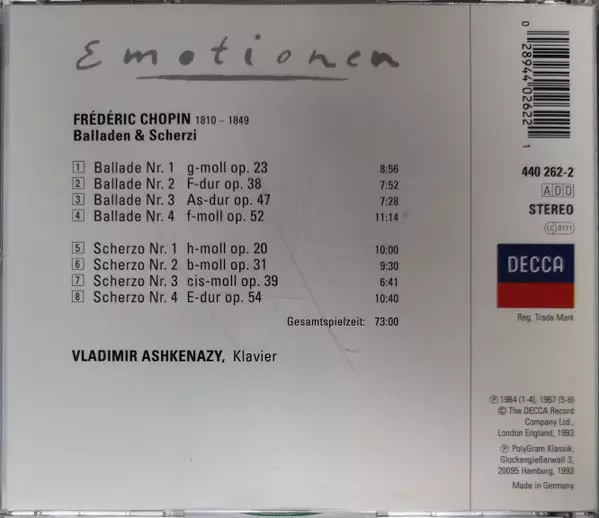 Emotionen
FRÉDÉRIC CHOPIN 1810 – 1849
Balladen & Scherzi
1 Ballade Nr. 1 g-moll op. 23 8:56
2 Ballade Nr. 2 F-dur op. 38 7:52
3 Ballade Nr. 3 As-dur op. 47 7:28
4 Ballade Nr. 4 f-moll op. 52 11:14
5 Scherzo Nr. 1 h-moll op. 20 10:00
6 Scherzo Nr. 2 b-moll op. 31 9:30
7 Scherzo Nr. 3 cis-moll op. 39 6:41
8 Scherzo Nr. 4 E-dur op. 54 10:40
Gesamtspielzeit: 73:00
VLADIMIR ASHKENAZY, Klavier
0 28944 02622 1
440 262-2
ADD
STEREO
LC 0171
DECCA
Reg. Trade Mark
℗ 1964 (1-4), 1967 (5-8)
© The DECCA Record
Company Ltd.,
London England, 1993
℗ PolyGram Klassik,
Glockengießerwall 3,
20095 Hamburg, 1993
Made in Germany